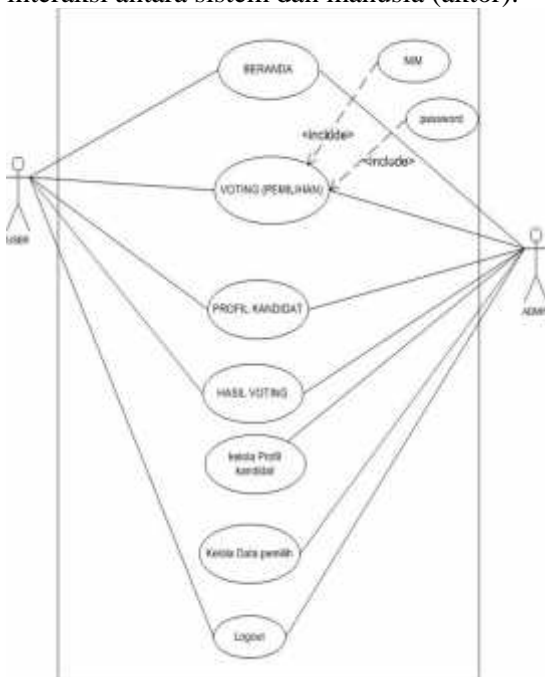 interaksi antara sistem dan manusia (aktor).
BERANDA
NIM
<include>
password
<include>
VOTING (PEMILIHAN)
USER
ADMIN
PROFIL KANDIDAT
HASIL VOTING
kelola Profil
kandidat
Kelola Data pemilih
Logout